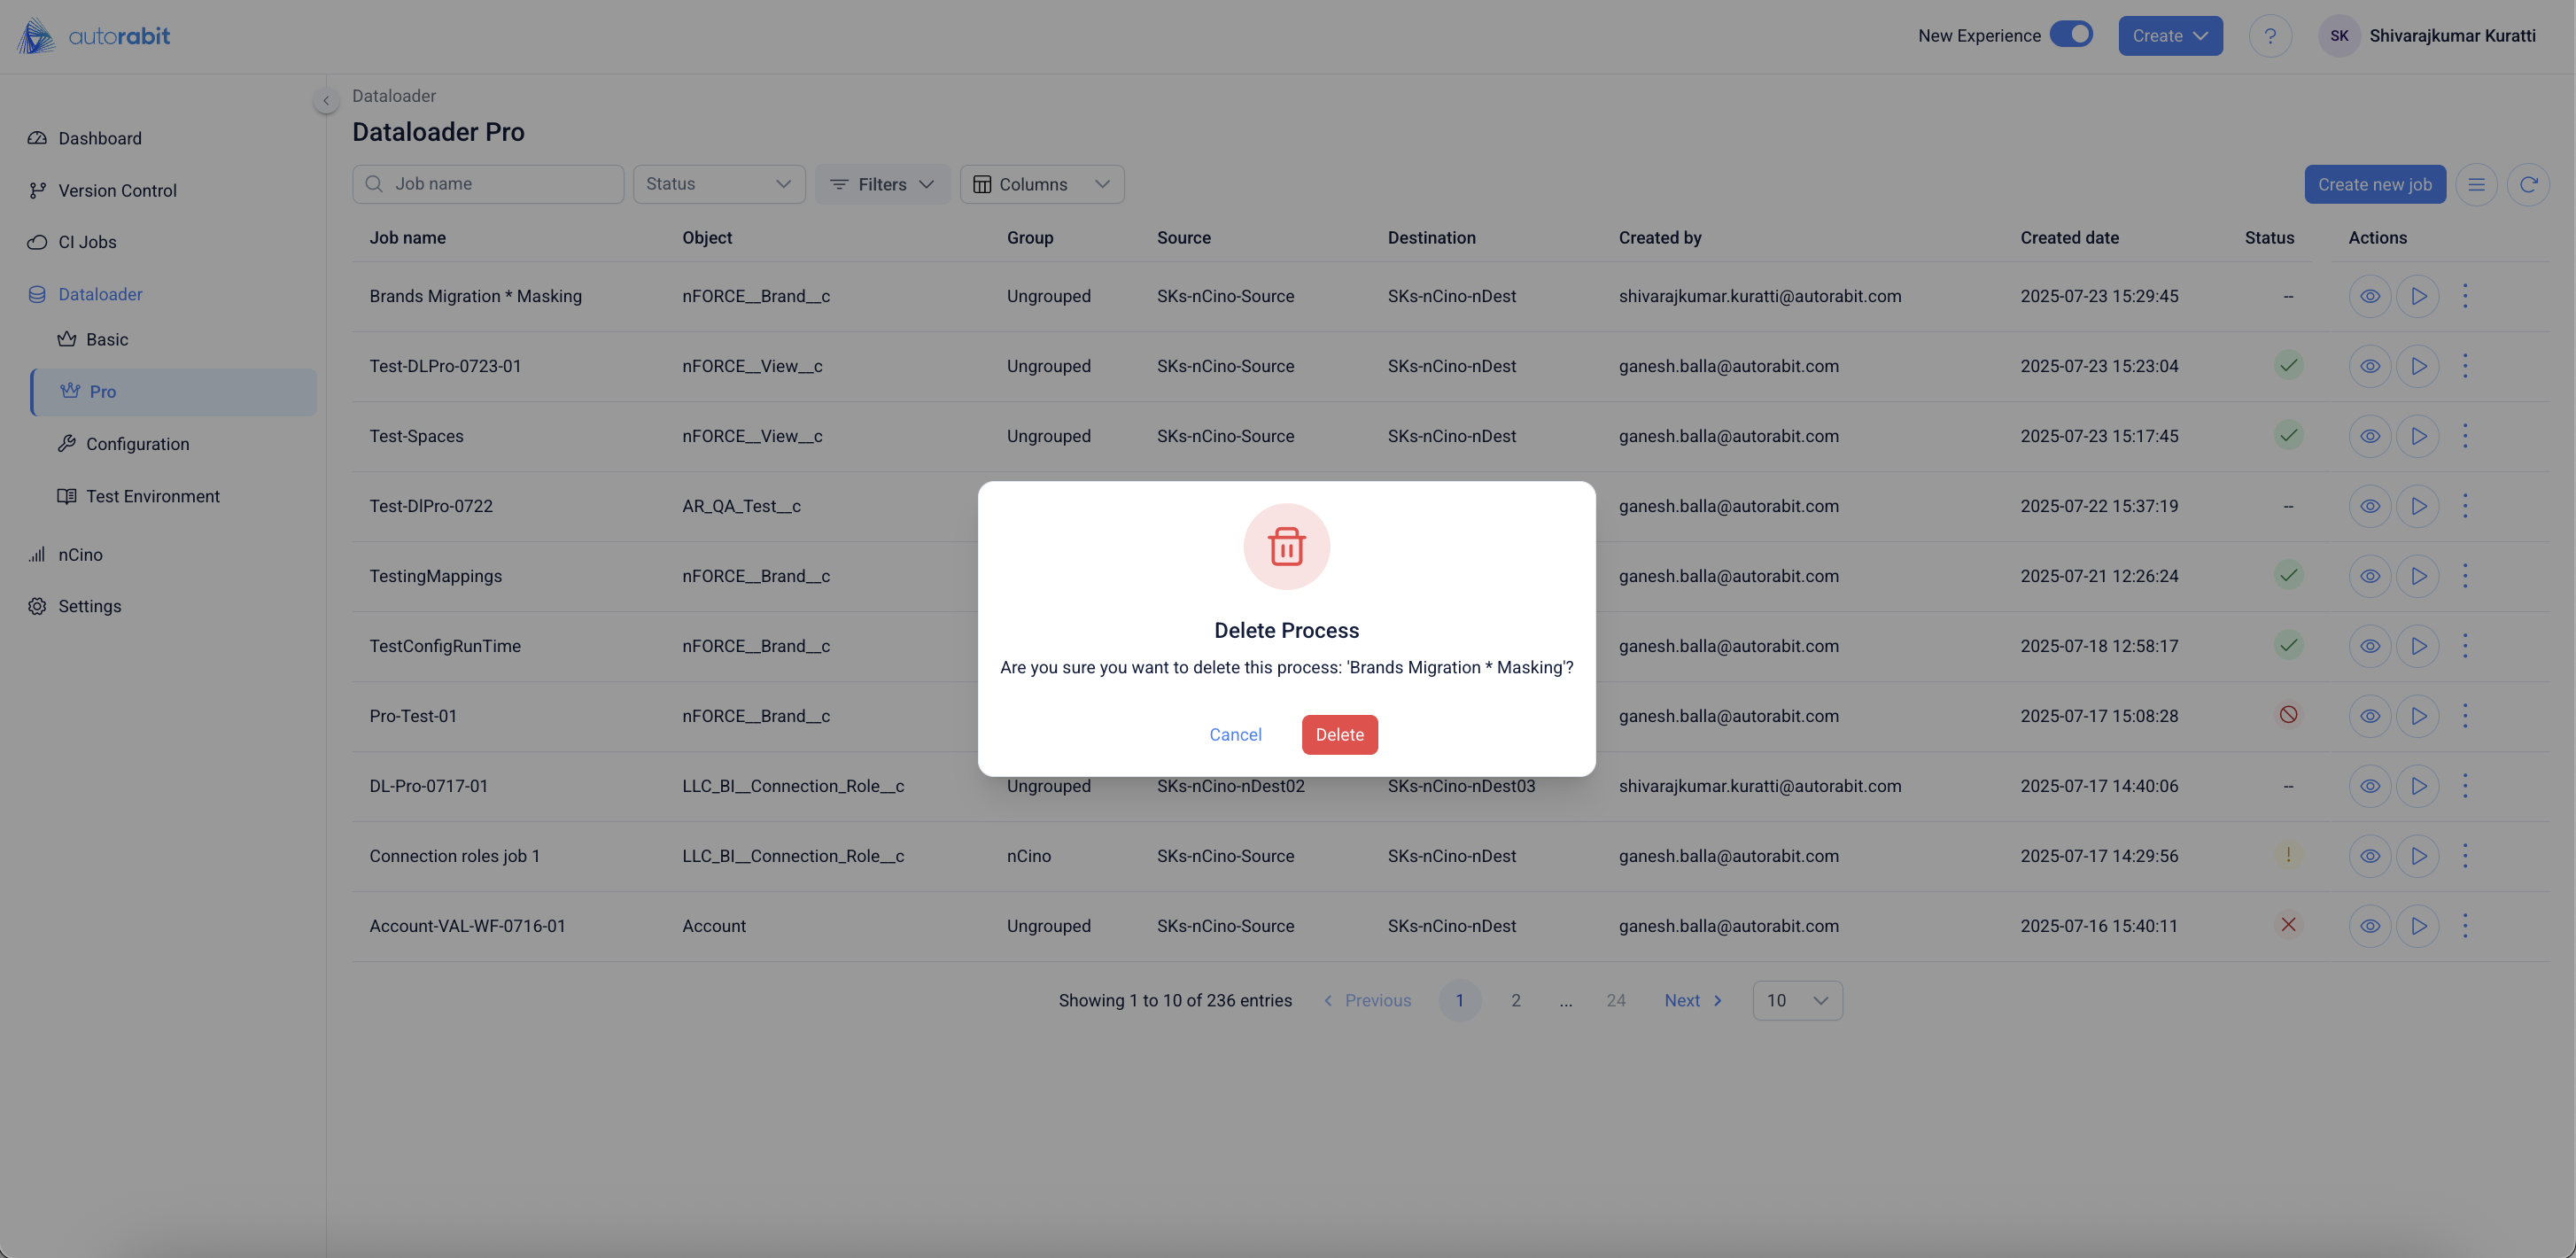 autorabit
New Experience Create ? SK Shivarajkumar Kuratti
Dashboard
Version Control
CI Jobs
Dataloader
Basic
Pro
Configuration
Test Environment
nCino
Settings
Dataloader
Dataloader Pro
Job name Status Filters Columns Create new job
Job name Object Group Source Destination Created by Created date Status Actions
Brands Migration * Masking nFORCE__Brand__c Ungrouped SKs-nCino-Source SKs-nCino-nDest shivarajkumar.kuratti@autorabit.com 2025-07-23 15:29:45 --
Test-DLPro-0723-01 nFORCE__View__c Ungrouped SKs-nCino-Source SKs-nCino-nDest ganesh.balla@autorabit.com 2025-07-23 15:23:04
Test-Spaces nFORCE__View__c Ungrouped SKs-nCino-Source SKs-nCino-nDest ganesh.balla@autorabit.com 2025-07-23 15:17:45
Test-DlPro-0722 AR_QA_Test__c ganesh.balla@autorabit.com 2025-07-22 15:37:19 --
TestingMappings nFORCE__Brand__c ganesh.balla@autorabit.com 2025-07-21 12:26:24
TestConfigRunTime nFORCE__Brand__c ganesh.balla@autorabit.com 2025-07-18 12:58:17
Pro-Test-01 nFORCE__Brand__c ganesh.balla@autorabit.com 2025-07-17 15:08:28
DL-Pro-0717-01 LLC_BI__Connection_Role__c Ungrouped SKs-nCino-nDest02 SKs-nCino-nDest03 shivarajkumar.kuratti@autorabit.com 2025-07-17 14:40:06 --
Connection roles job 1 LLC_BI__Connection_Role__c nCino SKs-nCino-Source SKs-nCino-nDest ganesh.balla@autorabit.com 2025-07-17 14:29:56 !
Account-VAL-WF-0716-01 Account Ungrouped SKs-nCino-Source SKs-nCino-nDest ganesh.balla@autorabit.com 2025-07-16 15:40:11
Delete Process
Are you sure you want to delete this process: 'Brands Migration * Masking'?
Cancel Delete
Showing 1 to 10 of 236 entries Previous 1 2 ... 24 Next 10